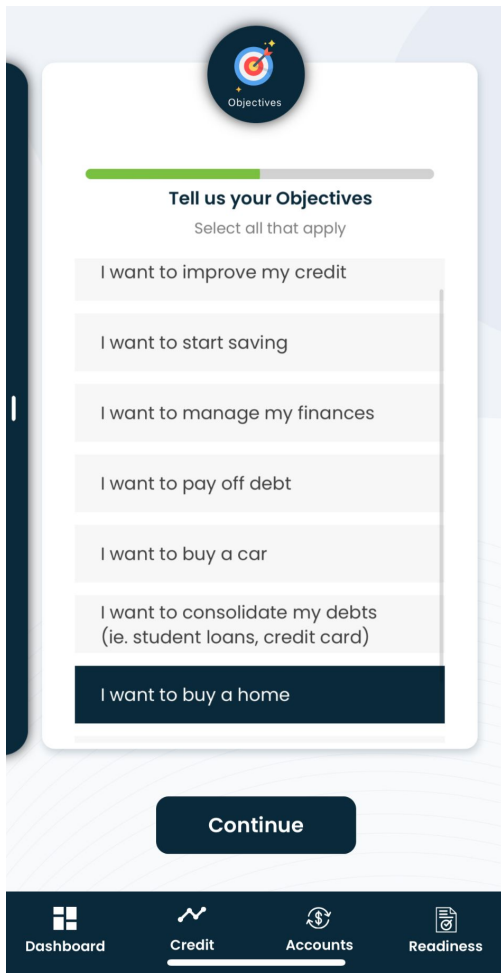 Objectives
Tell us your Objectives
Select all that apply
I want to improve my credit
I want to start saving
I want to manage my finances
I want to pay off debt
I want to buy a car
I want to consolidate my debts
(ie. student loans, credit card)
I want to buy a home
Continue
Dashboard
Credit
Accounts
Readiness